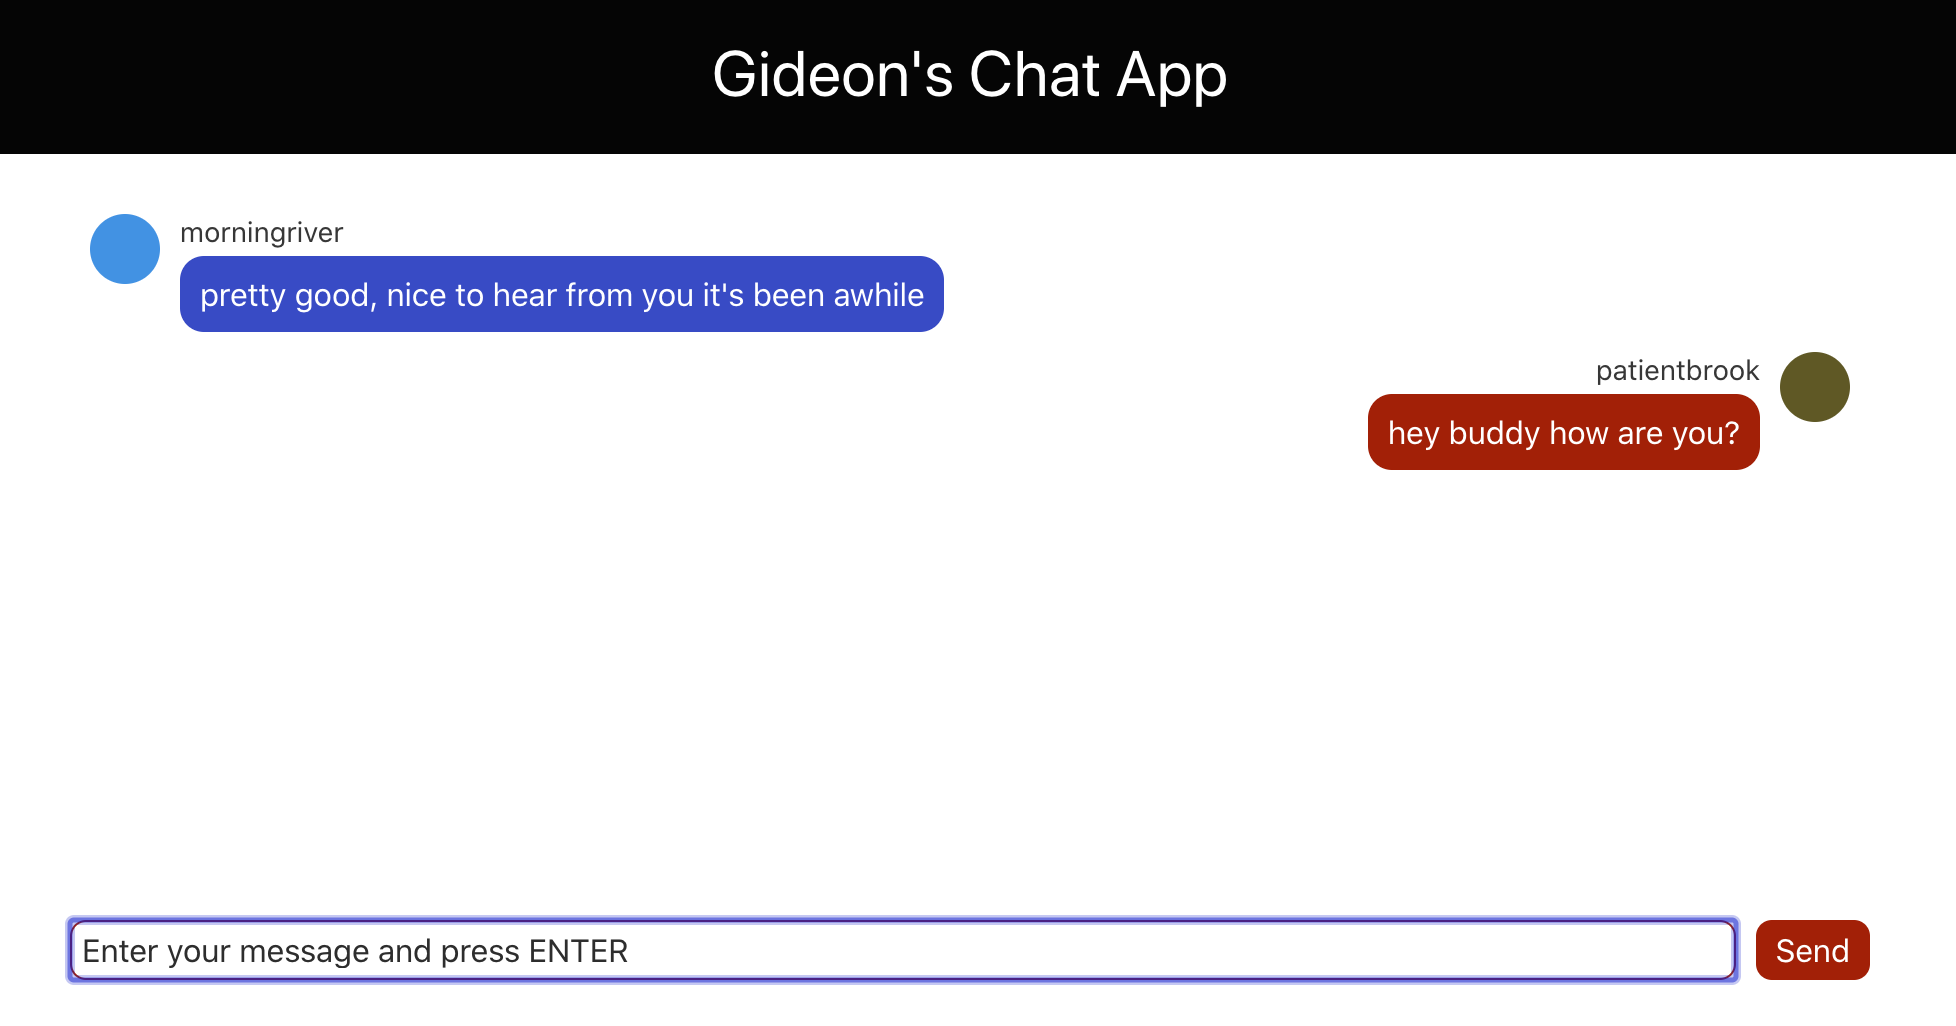 Gideon's Chat App
morningriver
pretty good, nice to hear from you it's been awhile
patientbrook
hey buddy how are you?
Enter your message and press ENTER
Send